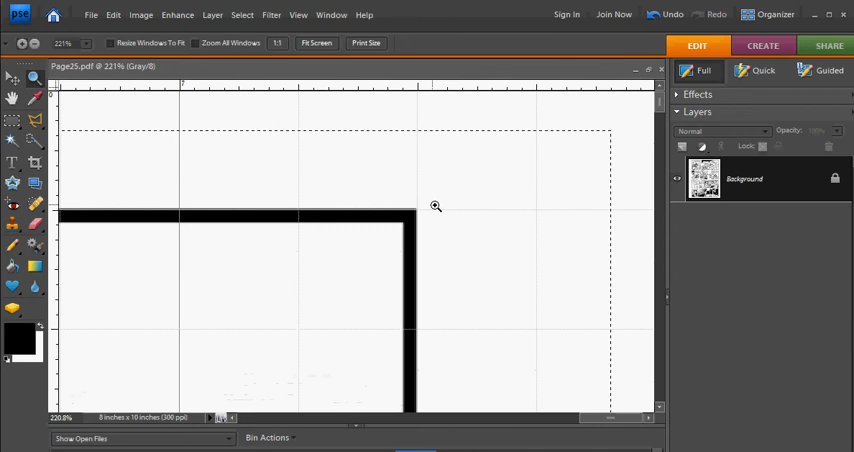 pse File Edit Image Enhance Layer Select Filter View Window Help Sign In Join Now Undo Redo Organizer
221% Resize Windows To Fit Zoom All Windows 1:1 Fit Screen Print Size EDIT CREATE SHARE
Page25.pdf @ 221% (Gray/8)
Full Quick Guided
0 7
Effects
Layers
Normal Opacity: 100%
Lock:
Background
220.8% 8 inches x 10 inches (300 ppi)
Show Open Files Bin Actions